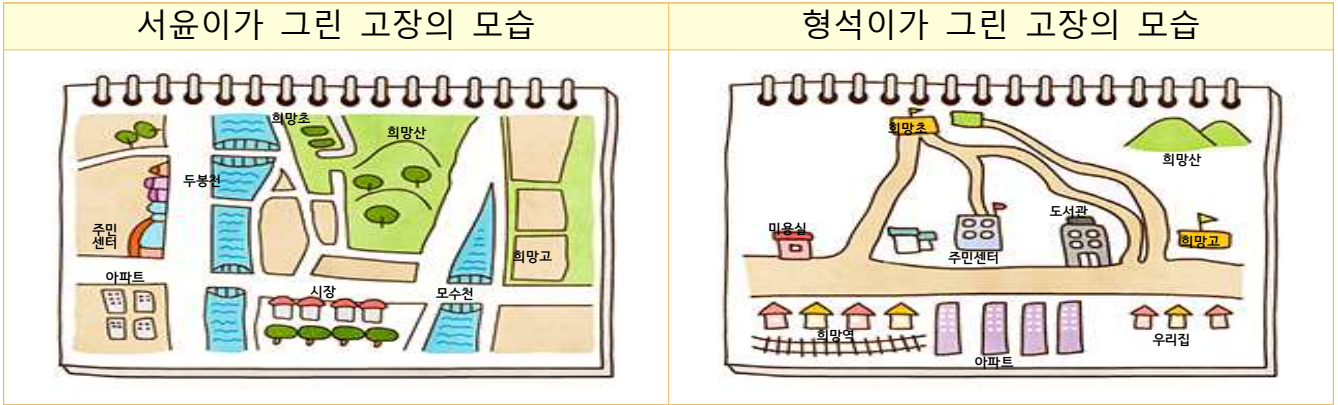 서윤이가 그린 고장의 모습
형석이가 그린 고장의 모습
희망초
희망산
두봉천
주민
센터
희망고
아파트
시장
모수천
희망초
희망산
도서관
미용실
희망고
주민센터
희망역
우리집
아파트